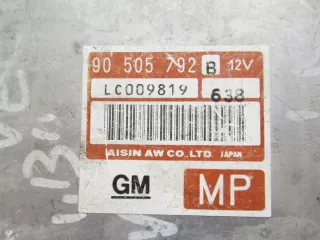 90 505 792 B 12V
LC009819 638
AISIN AW CO., LTD. JAPAN
GM MP